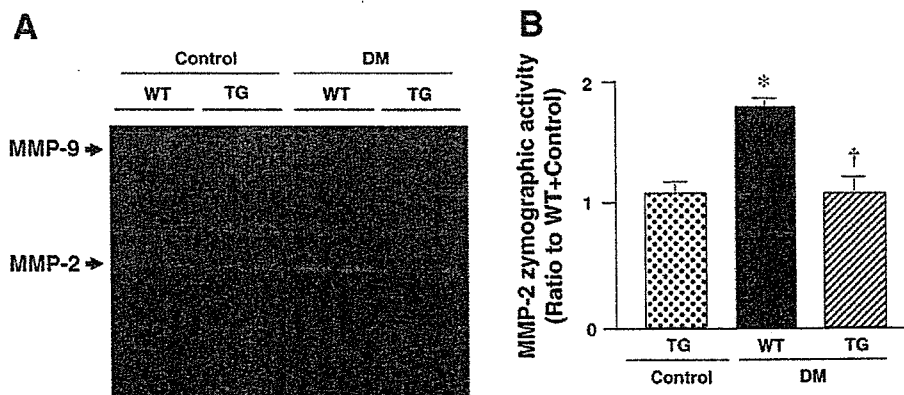 A
Control DM
WT TG WT TG
MMP-9
MMP-2
B
MMP-2 zymographic activity
(Ratio to WT+Control)
2
1
0
*
†
TG WT TG
Control DM